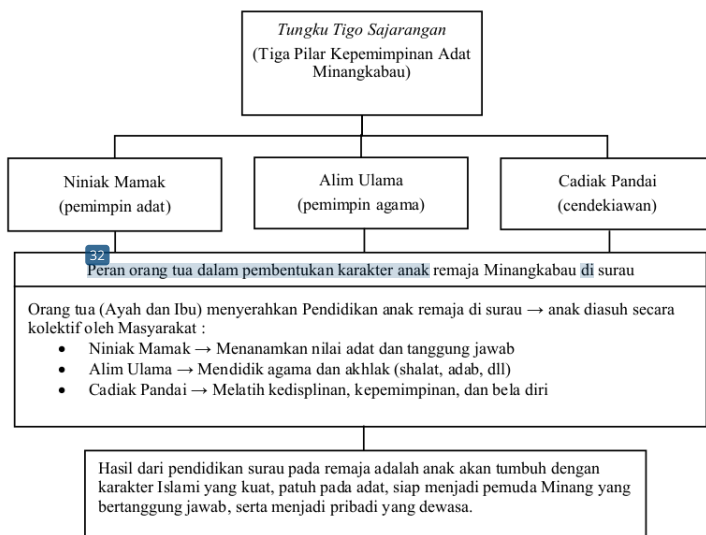 Tungku Tigo Sajarangan
(Tiga Pilar Kepemimpinan Adat
Minangkabau)
Niniak Mamak
(pemimpin adat)
Alim Ulama
(pemimpin agama)
Cadiak Pandai
(cendekiawan)
32
Peran orang tua dalam pembentukan karakter anak remaja Minangkabau di surau
Orang tua (Ayah dan Ibu) menyerahkan Pendidikan anak remaja di surau → anak diasuh secara
kolektif oleh Masyarakat :
• Niniak Mamak → Menanamkan nilai adat dan tanggung jawab
• Alim Ulama → Mendidik agama dan akhlak (shalat, adab, dll)
• Cadiak Pandai → Melatih kedisplinan, kepemimpinan, dan bela diri
Hasil dari pendidikan surau pada remaja adalah anak akan tumbuh dengan
karakter Islami yang kuat, patuh pada adat, siap menjadi pemuda Minang yang
bertanggung jawab, serta menjadi pribadi yang dewasa.